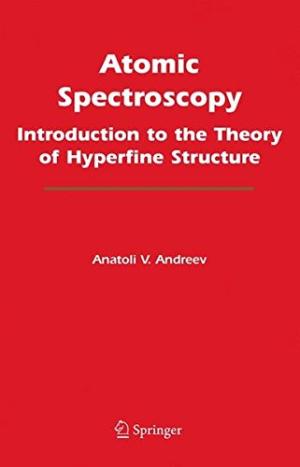 Atomic
Spectroscopy
Introduction to the Theory
of Hyperfine Structure
Anatoli V. Andreev
Springer